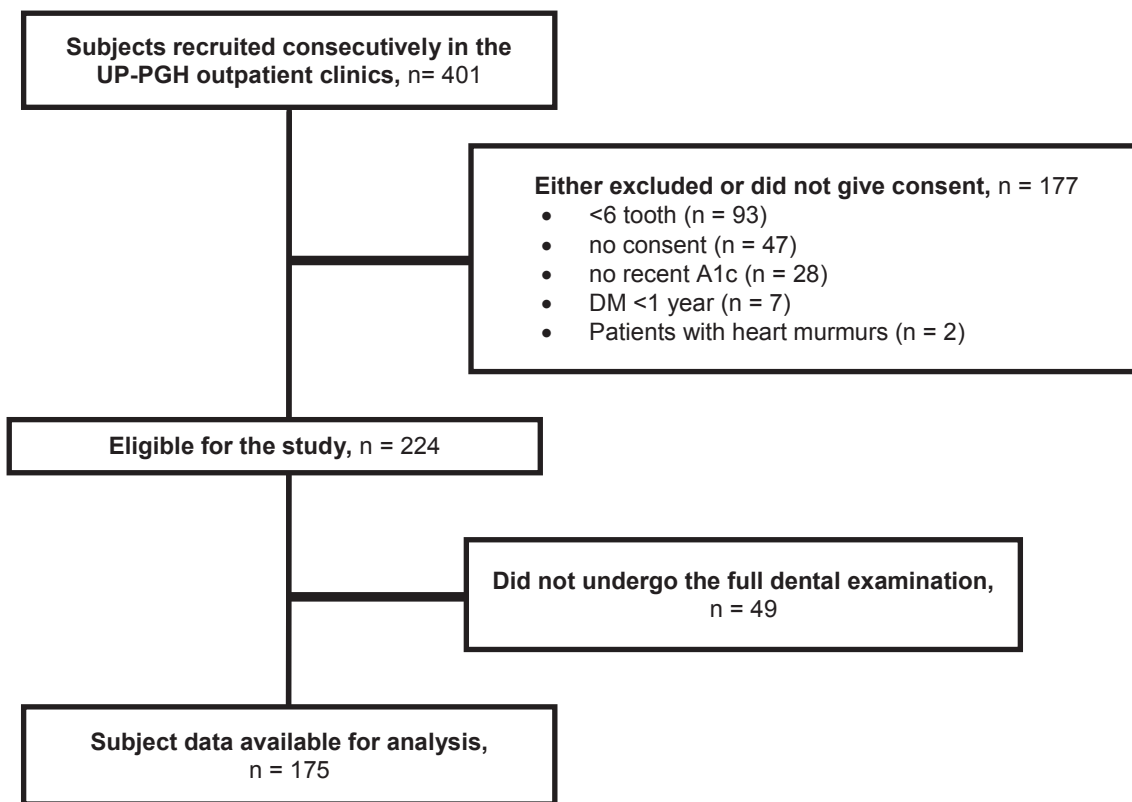 Subjects recruited consecutively in the
UP-PGH outpatient clinics, n= 401
Either excluded or did not give consent, n = 177
• <6 tooth (n = 93)
• no consent (n = 47)
• no recent A1c (n = 28)
• DM <1 year (n = 7)
• Patients with heart murmurs (n = 2)
Eligible for the study, n = 224
Did not undergo the full dental examination,
n = 49
Subject data available for analysis,
n = 175